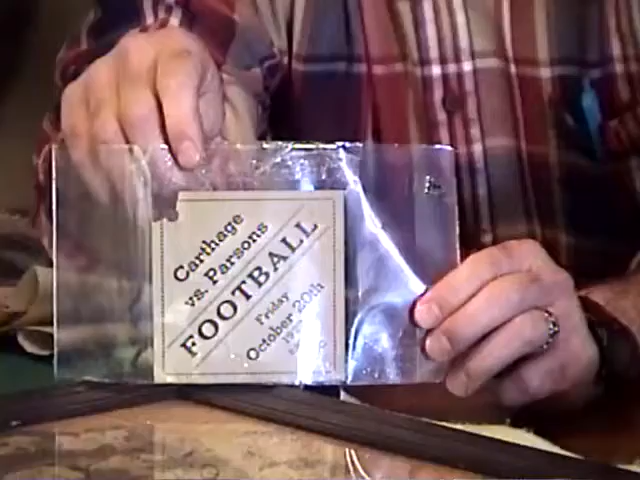 Carthage
vs. Parsons
FOOTBALL
Friday
October 20th